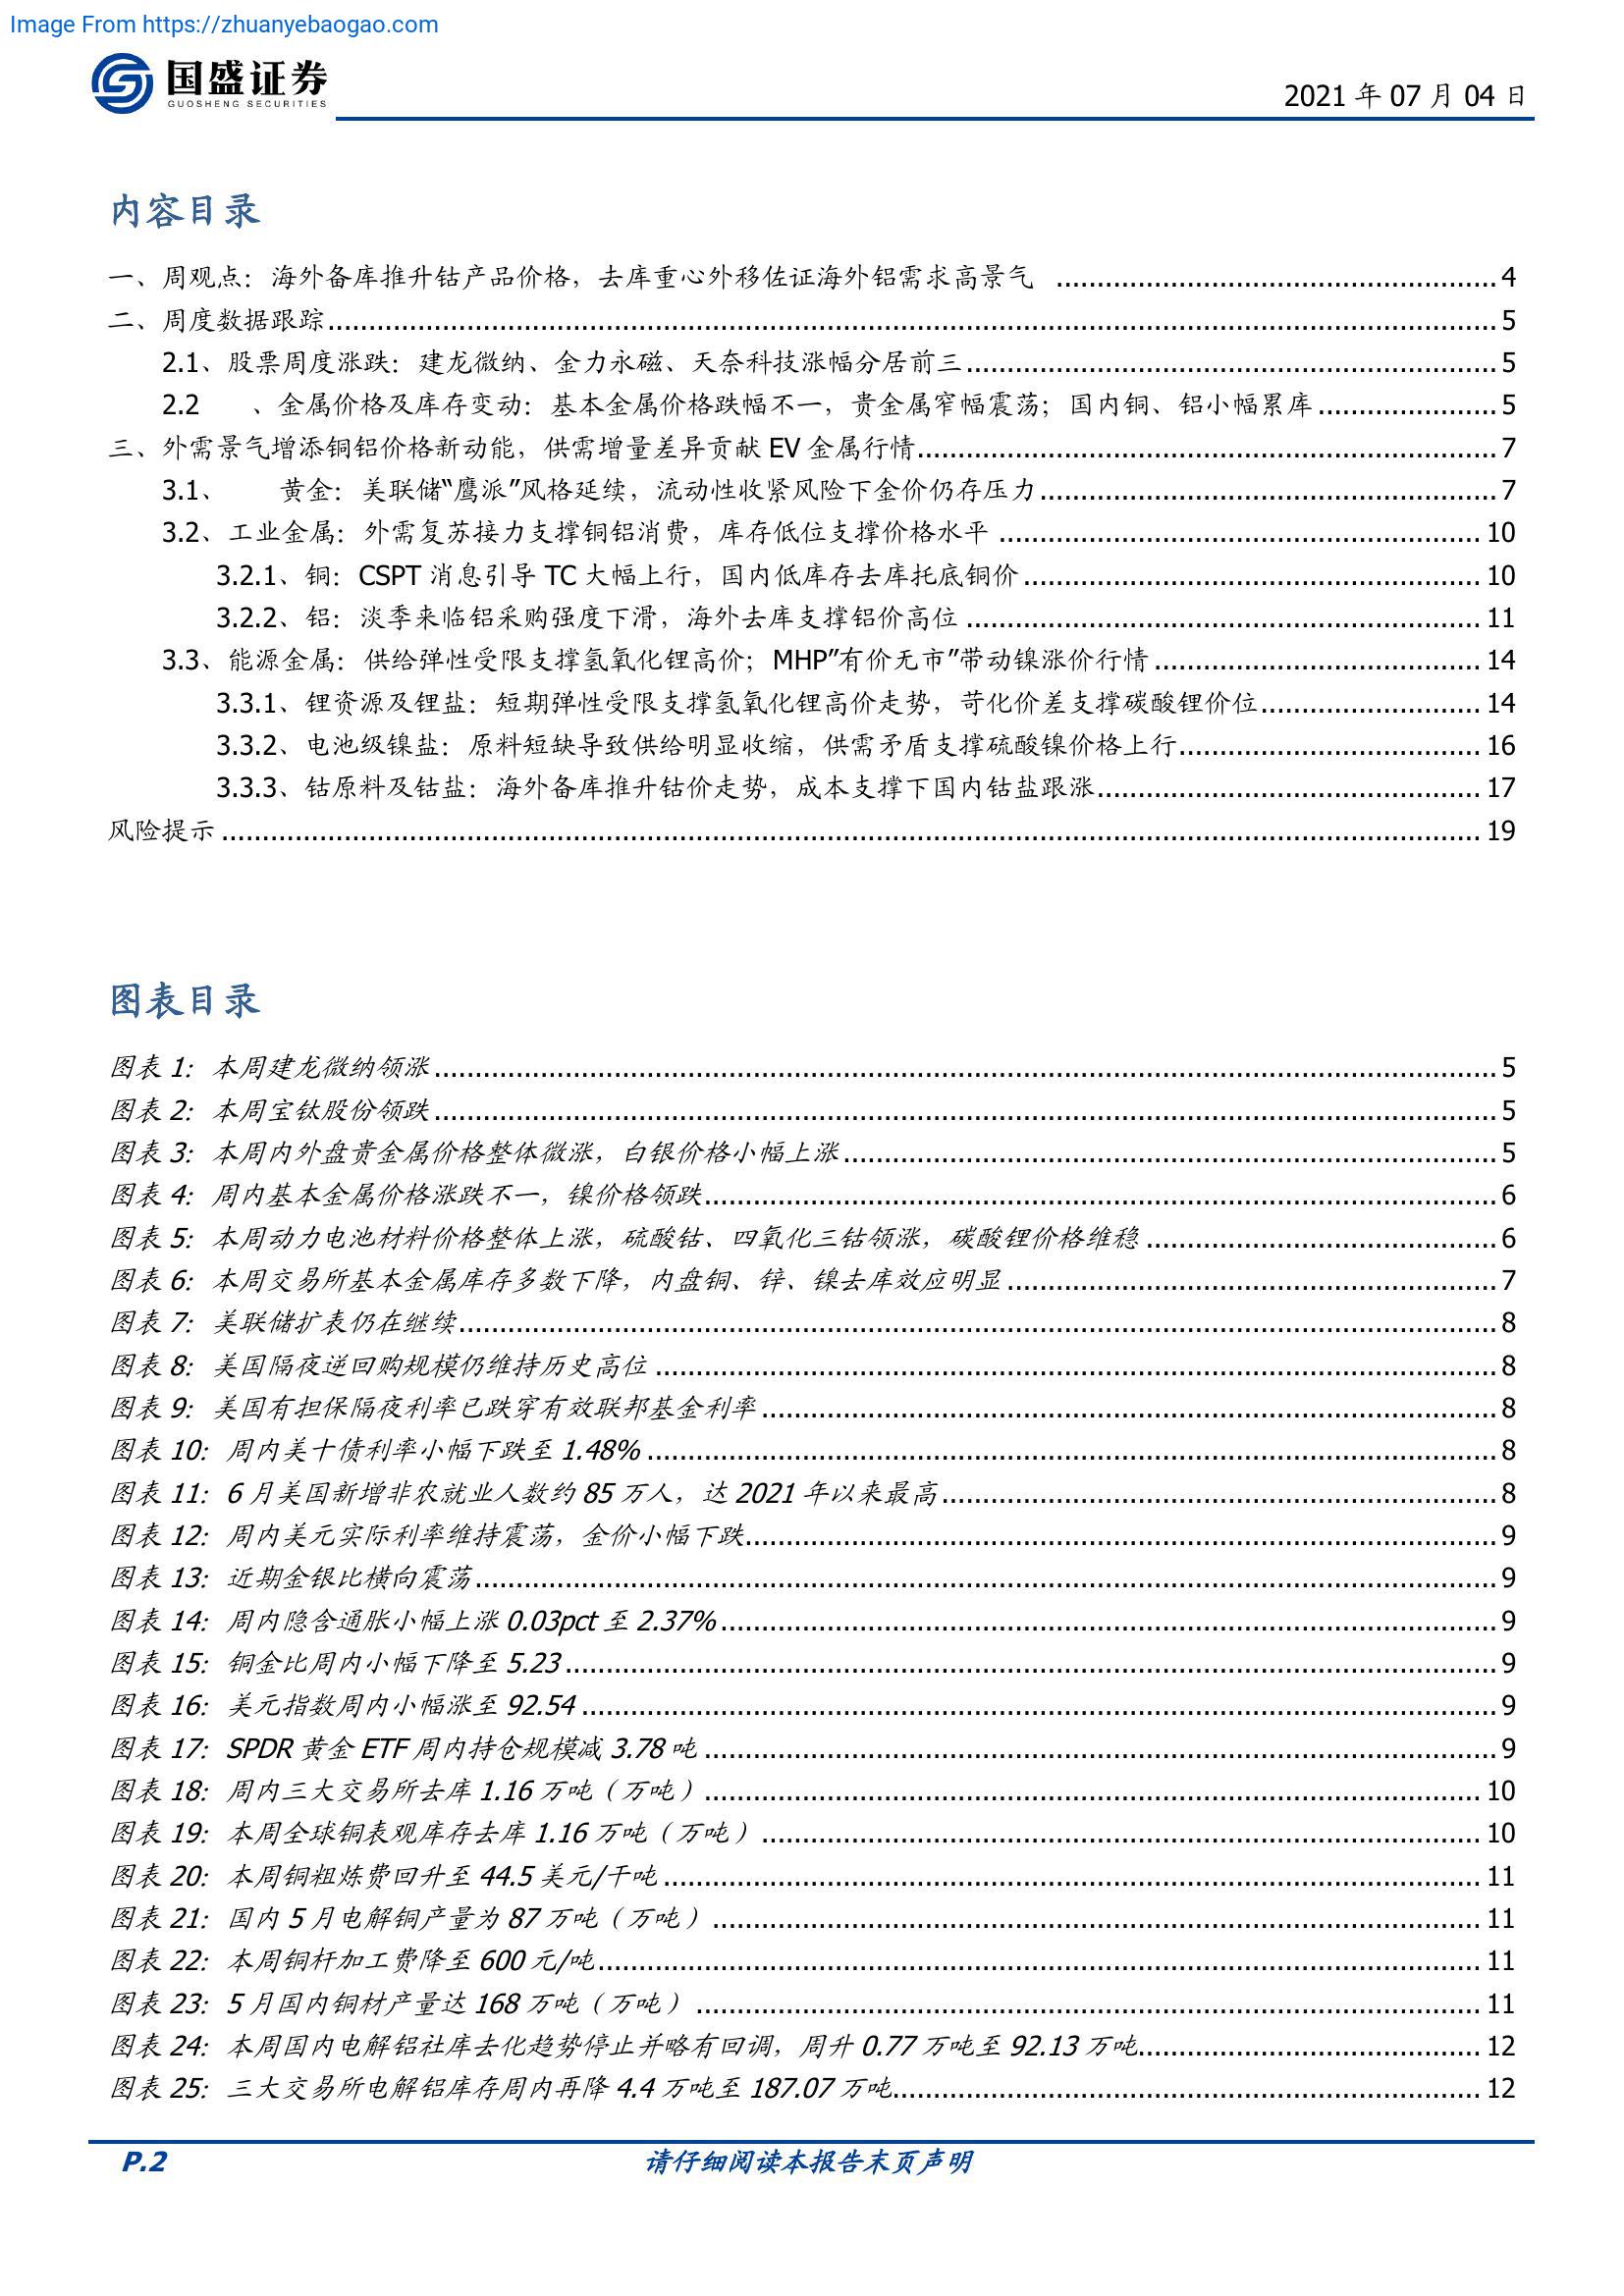 Image From https://zhuanyebaogao.com
国盛证券
GUOSHENG SECURITIES
2021 年 07 月 04 日
内容目录
一、周观点：海外备库推升钴产品价格，去库重心外移佐证海外铝需求高景气 ........ 4
二、周度数据跟踪 ........ 5
2.1、股票周度涨跌：建龙微纳、金力永磁、天奈科技涨幅分居前三 ........ 5
2.2 、金属价格及库存变动：基本金属价格跌幅不一，贵金属窄幅震荡；国内铜、铝小幅累库 ........ 5
三、外需景气增添铜铝价格新动能，供需增量差异贡献 EV 金属行情 ........ 7
3.1、 黄金：美联储“鹰派”风格延续，流动性收紧风险下金价仍存压力 ........ 7
3.2、工业金属：外需复苏接力支撑铜铝消费，库存低位支撑价格水平 ........ 10
3.2.1、铜：CSPT 消息引导 TC 大幅上行，国内低库存去库托底铜价 ........ 10
3.2.2、铝：淡季来临铝采购强度下滑，海外去库支撑铝价高位 ........ 11
3.3、能源金属：供给弹性受限支撑氢氧化锂高价；MHP”有价无市”带动镍涨价行情 ........ 14
3.3.1、锂资源及锂盐：短期弹性受限支撑氢氧化锂高价走势，苛化价差支撑碳酸锂价位 ........ 14
3.3.2、电池级镍盐：原料短缺导致供给明显收缩，供需矛盾支撑硫酸镍价格上行 ........ 16
3.3.3、钴原料及钴盐：海外备库推升钴价走势，成本支撑下国内钴盐跟涨 ........ 17
风险提示 ........ 19
图表目录
图表 1：本周建龙微纳领涨 ........ 5
图表 2：本周宝钛股份领跌 ........ 5
图表 3：本周内外盘贵金属价格整体微涨，白银价格小幅上涨 ........ 5
图表 4：周内基本金属价格涨跌不一，镍价格领跌 ........ 6
图表 5：本周动力电池材料价格整体上涨，硫酸钴、四氧化三钴领涨，碳酸锂价格维稳 ........ 6
图表 6：本周交易所基本金属库存多数下降，内盘铜、锌、镍去库效应明显 ........ 7
图表 7：美联储扩表仍在继续 ........ 8
图表 8：美国隔夜逆回购规模仍维持历史高位 ........ 8
图表 9：美国有担保隔夜利率已跌穿有效联邦基金利率 ........ 8
图表 10：周内美十债利率小幅下跌至 1.48% ........ 8
图表 11：6 月美国新增非农就业人数约 85 万人，达 2021 年以来最高 ........ 8
图表 12：周内美元实际利率维持震荡，金价小幅下跌 ........ 9
图表 13：近期金银比横向震荡 ........ 9
图表 14：周内隐含通胀小幅上涨 0.03pct 至 2.37% ........ 9
图表 15：铜金比周内小幅下降至 5.23 ........ 9
图表 16：美元指数周内小幅涨至 92.54 ........ 9
图表 17：SPDR 黄金 ETF 周内持仓规模减 3.78 吨 ........ 9
图表 18：周内三大交易所去库 1.16 万吨（万吨） ........ 10
图表 19：本周全球铜表观库存去库 1.16 万吨（万吨） ........ 10
图表 20：本周铜粗炼费回升至 44.5 美元/干吨 ........ 11
图表 21：国内 5 月电解铜产量为 87 万吨（万吨） ........ 11
图表 22：本周铜杆加工费降至 600 元/吨 ........ 11
图表 23：5 月国内铜材产量达 168 万吨（万吨） ........ 11
图表 24：本周国内电解铝社库去化趋势停止并略有回调，周升 0.77 万吨至 92.13 万吨 ........ 12
图表 25：三大交易所电解铝库存周内再降 4.4 万吨至 187.07 万吨 ........ 12
P.2
请仔细阅读本报告末页声明